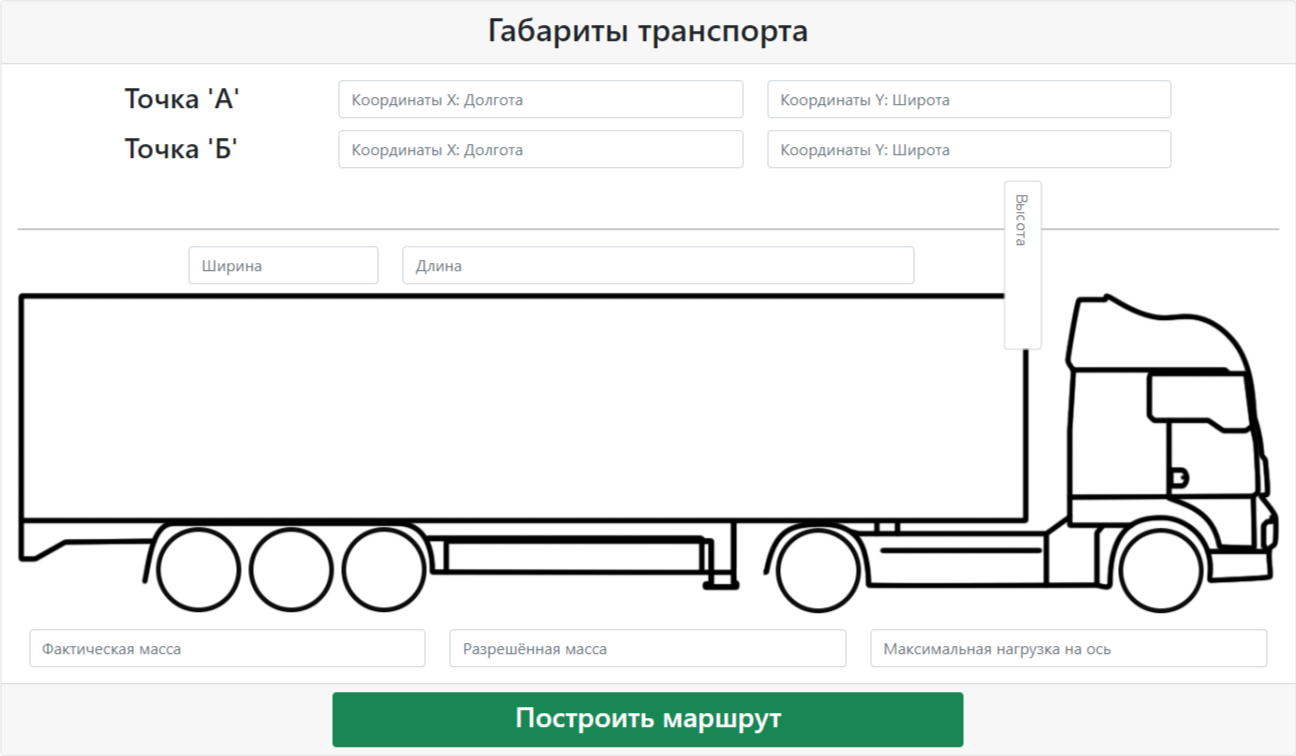 Габариты транспорта
Точка 'А'
Координаты X: Долгота
Координаты Y: Широта
Точка 'Б'
Координаты X: Долгота
Координаты Y: Широта
Высота
Ширина
Длина
Фактическая масса
Разрешённая масса
Максимальная нагрузка на ось
Построить маршрут